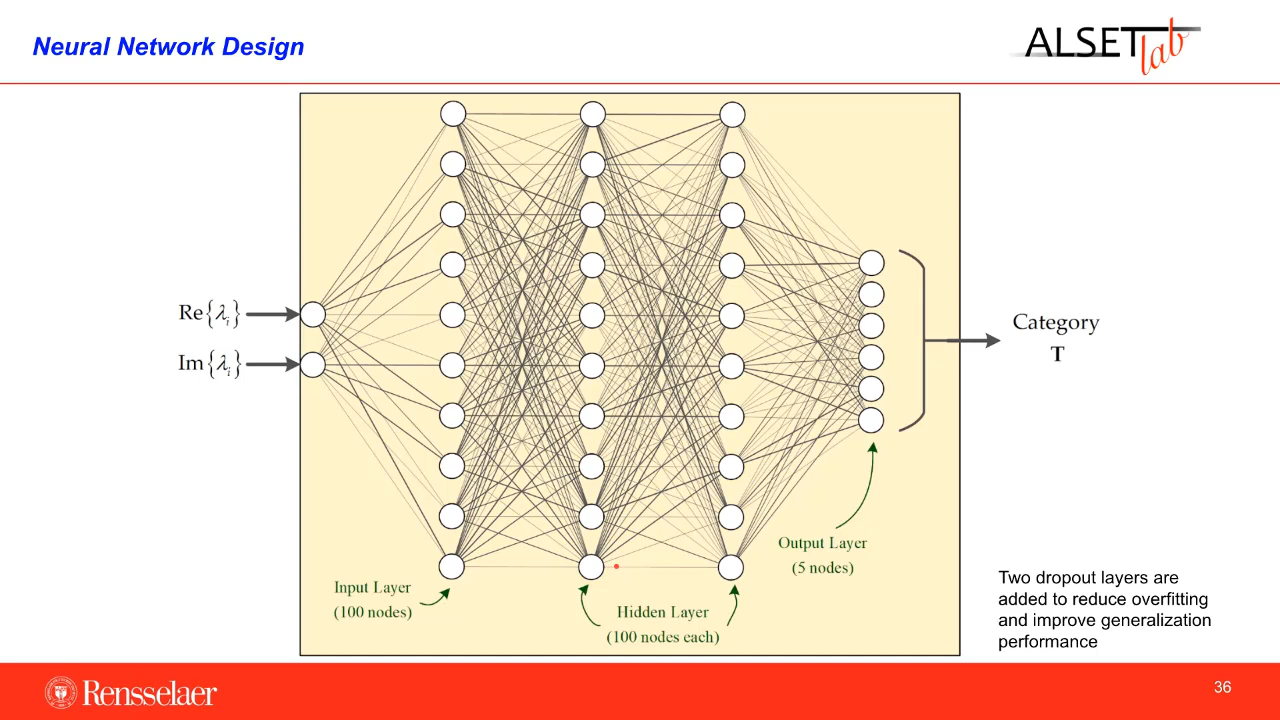 Neural Network Design
ALSET lab
Re{λi}
Im{λi}
Category
T
Output Layer
(5 nodes)
Input Layer
(100 nodes)
Hidden Layer
(100 nodes each)
Two dropout layers are
added to reduce overfitting
and improve generalization
performance
Rensselaer
36